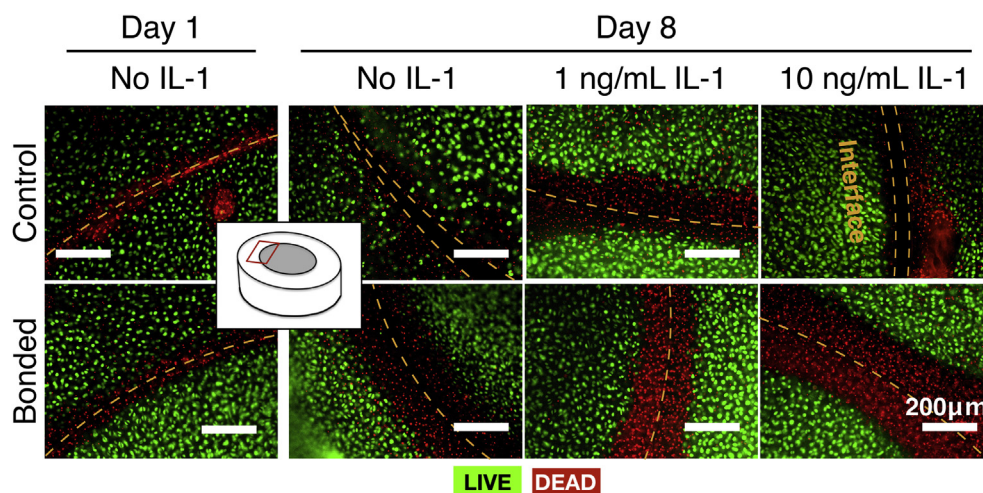 Day 1
Day 8
No IL-1
No IL-1
1 ng/mL IL-1
10 ng/mL IL-1
Control
Interface
Bonded
200μm
LIVE
DEAD